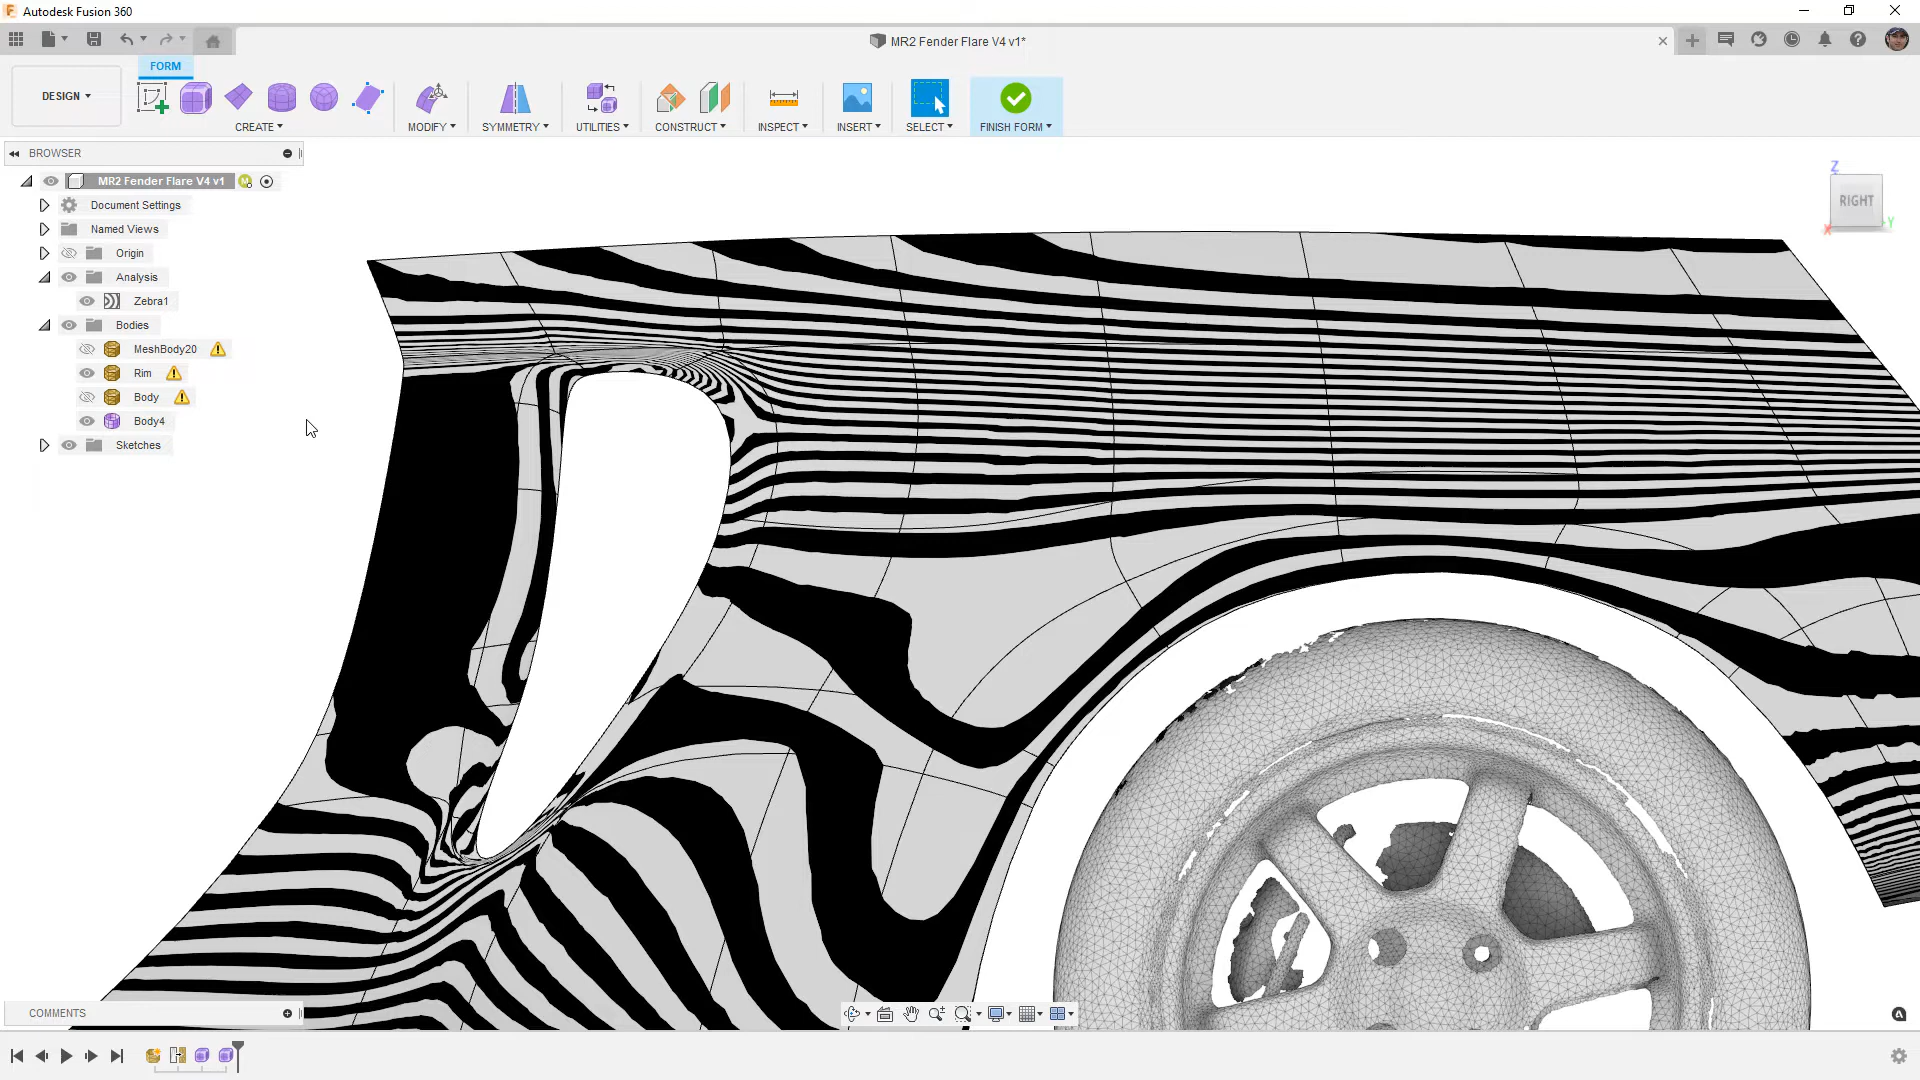 Autodesk Fusion 360
MR2 Fender Flare V4 v1*
FORM
DESIGN
CREATE
MODIFY
SYMMETRY
UTILITIES
CONSTRUCT
INSPECT
INSERT
SELECT
FINISH FORM
BROWSER
MR2 Fender Flare V4 v1
Document Settings
Named Views
Origin
Analysis
Zebra1
Bodies
MeshBody20
Rim
Body
Body4
Sketches
Z
RIGHT
Y
X
COMMENTS